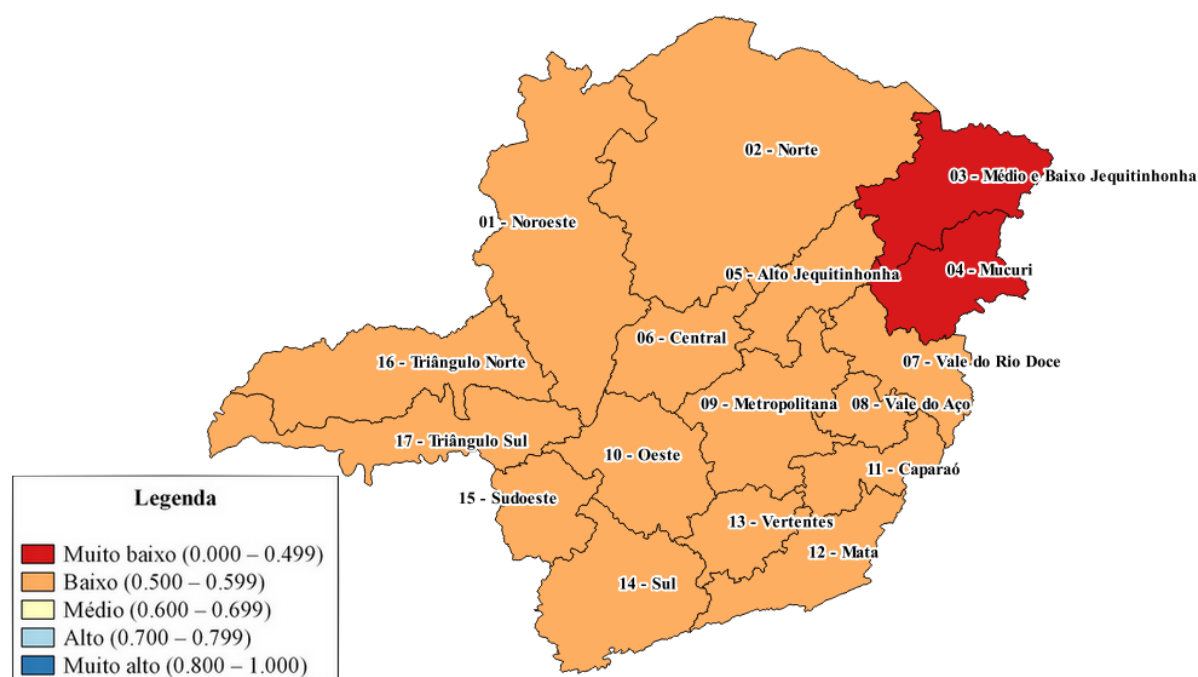 02 - Norte
03 - Médio e Baixo Jequitinhonha
01 - Noroeste
04 - Mucuri
05 - Alto Jequitinhonha
06 - Central
16 - Triângulo Norte
07 - Vale do Rio Doce
09 - Metropolitana
08 - Vale do Aço
17 - Triângulo Sul
10 - Oeste
11 - Caparaó
15 - Sudoeste
13 - Vertentes
12 - Mata
14 - Sul
Legenda
Muito baixo (0.000 – 0.499)
Baixo (0.500 – 0.599)
Médio (0.600 – 0.699)
Alto (0.700 – 0.799)
Muito alto (0.800 – 1.000)